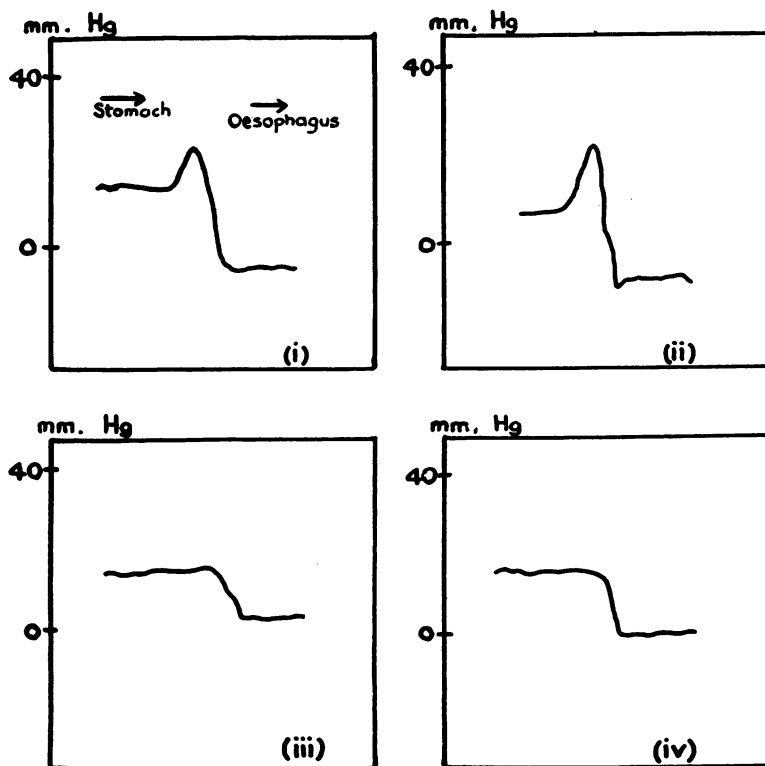 mm. Hg
40
Stomach
Oesophagus
0
(i)
mm. Hg
40
0
(ii)
mm. Hg
40
0
(iii)
mm. Hg
40
0
(iv)